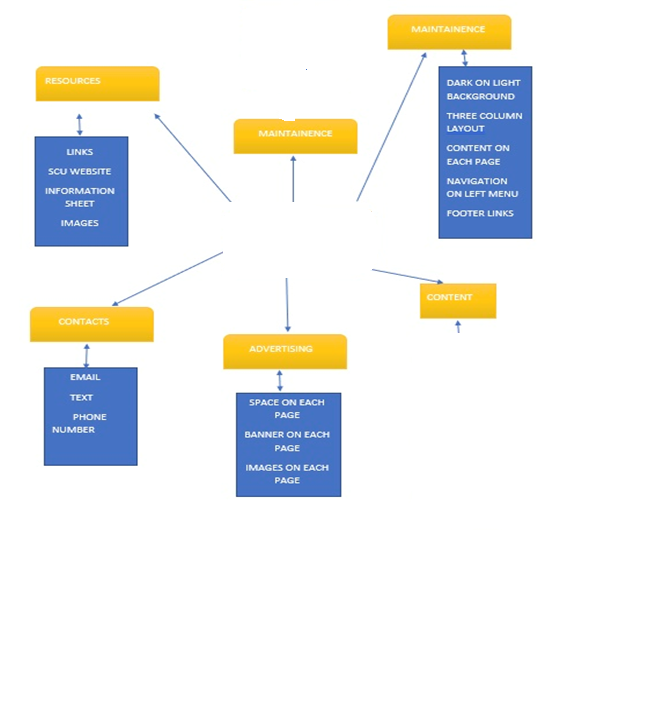 MAINTAINENCE
RESOURCES
DARK ON LIGHT
BACKGROUND
THREE COLUMN
LAYOUT
CONTENT ON
EACH PAGE
NAVIGATION
ON LEFT MENU
FOOTER LINKS
MAINTAINENCE
LINKS
SCU WEBSITE
INFORMATION
SHEET
IMAGES
CONTENT
CONTACTS
EMAIL
TEXT
PHONE
NUMBER
ADVERTISING
SPACE ON EACH
PAGE
BANNER ON EACH
PAGE
IMAGES ON EACH
PAGE